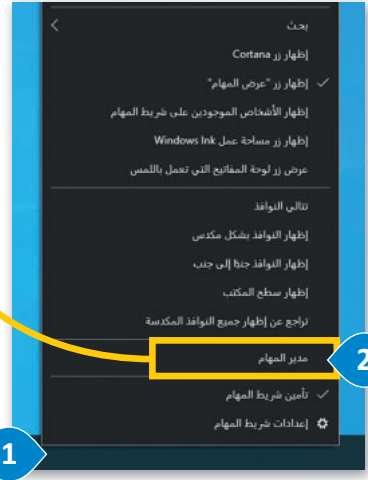 بحث
إظهار زر Cortana
إظهار زر "عرض المهام"
إظهار الأشخاص الموجودين على شريط المهام
إظهار زر مساحة عمل Windows Ink
عرض زر لوحة المفاتيح التي تعمل باللمس
تتالي النوافذ
إظهار النوافذ بشكل مكدس
إظهار النوافذ جنبًا إلى جنب
إظهار سطح المكتب
تراجع عن إظهار جميع النوافذ المكدسة
مدير المهام
2
تأمين شريط المهام
إعدادات شريط المهام
1